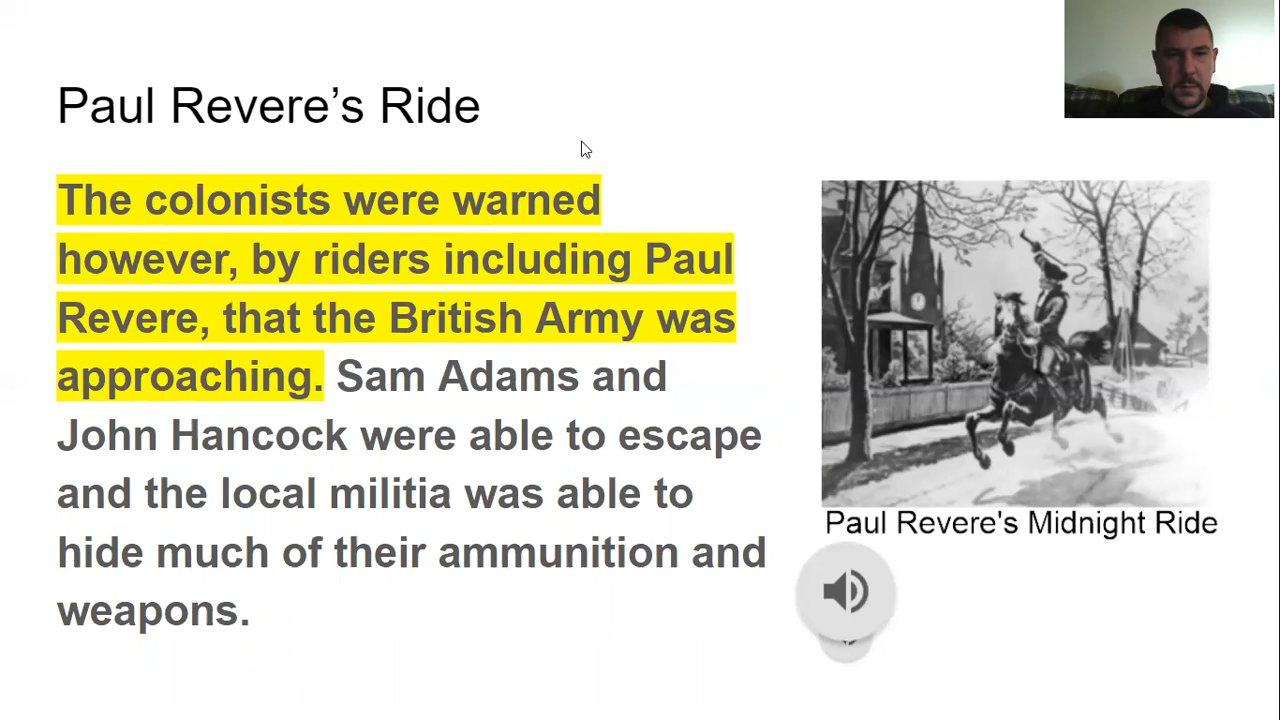 Paul Revere’s Ride
The colonists were warned
however, by riders including Paul
Revere, that the British Army was
approaching. Sam Adams and
John Hancock were able to escape
and the local militia was able to
hide much of their ammunition and
weapons.
Paul Revere's Midnight Ride